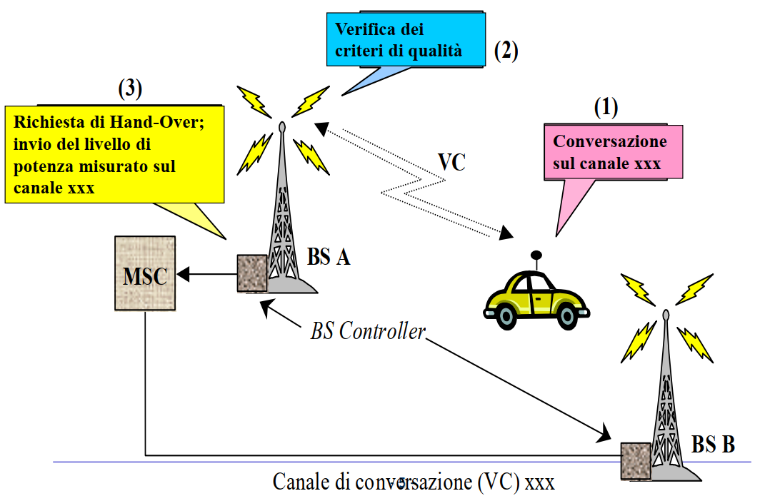 Verifica dei
criteri di qualità
(2)
(3)
Richiesta di Hand-Over;
invio del livello di
potenza misurato sul
canale xxx
(1)
Conversazione
sul canale xxx
VC
MSC
BS A
BS Controller
BS B
Canale di conversazione (VC) xxx
5